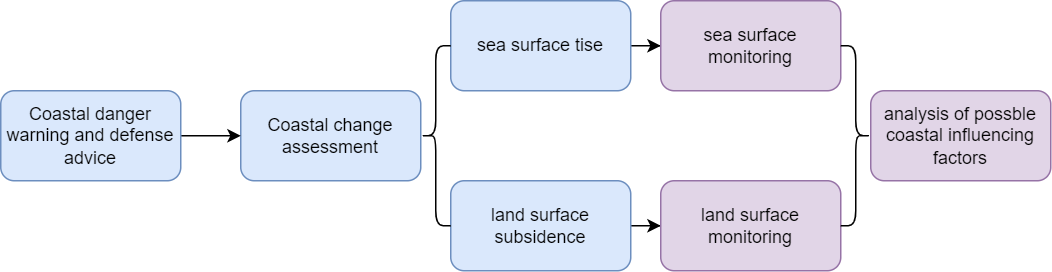 Coastal danger
warning and defense
advice
Coastal change
assessment
sea surface tise
sea surface
monitoring
land surface
subsidence
land surface
monitoring
analysis of possble
coastal influencing
factors